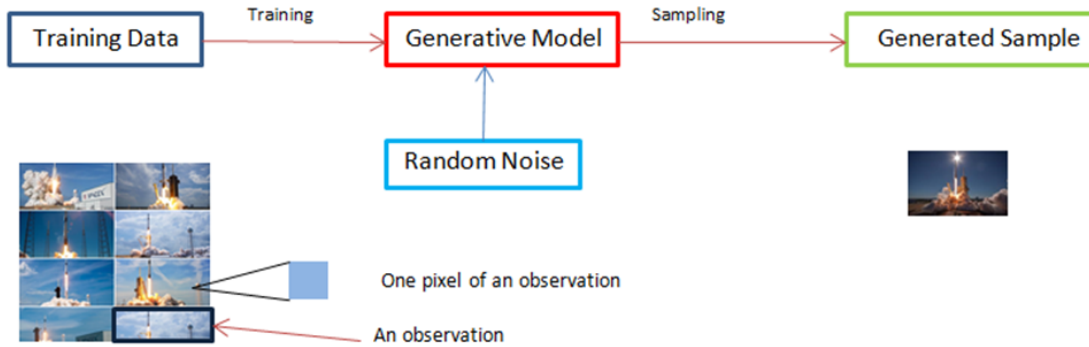 Training
Sampling
Training Data
Generative Model
Generated Sample
Random Noise
One pixel of an observation
An observation